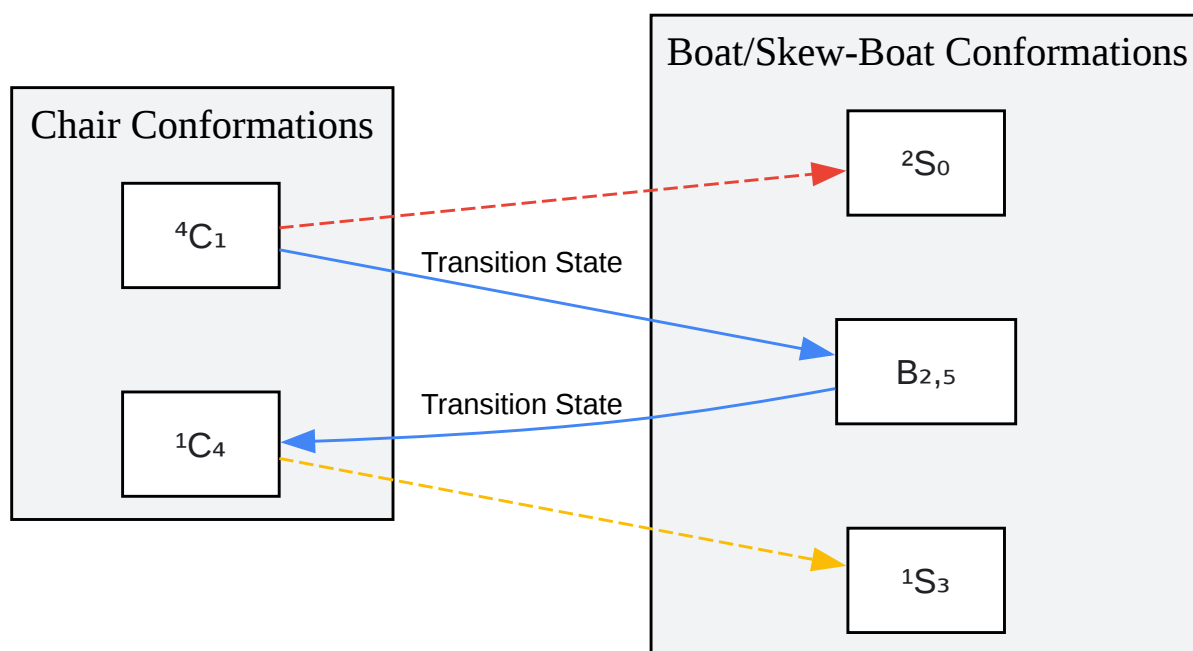 Boat/Skew-Boat Conformations
Chair Conformations
²S₀
⁴C₁
Transition State
B₂,₅
Transition State
¹C₄
¹S₃